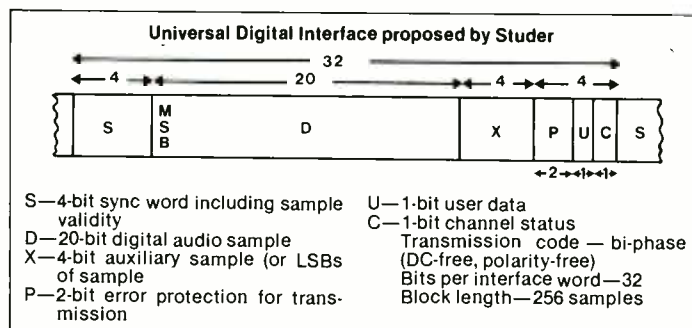 Universal Digital Interface proposed by Studer
32
4 20 4 4
S MSB D X P U C S
2 1 1
S—4-bit sync word including sample
validity
D—20-bit digital audio sample
X—4-bit auxiliary sample (or LSBs
of sample
P—2-bit error protection for trans-
mission
U—1-bit user data
C—1-bit channel status
Transmission code — bi-phase
(DC-free, polarity-free)
Bits per interface word—32
Block length—256 samples